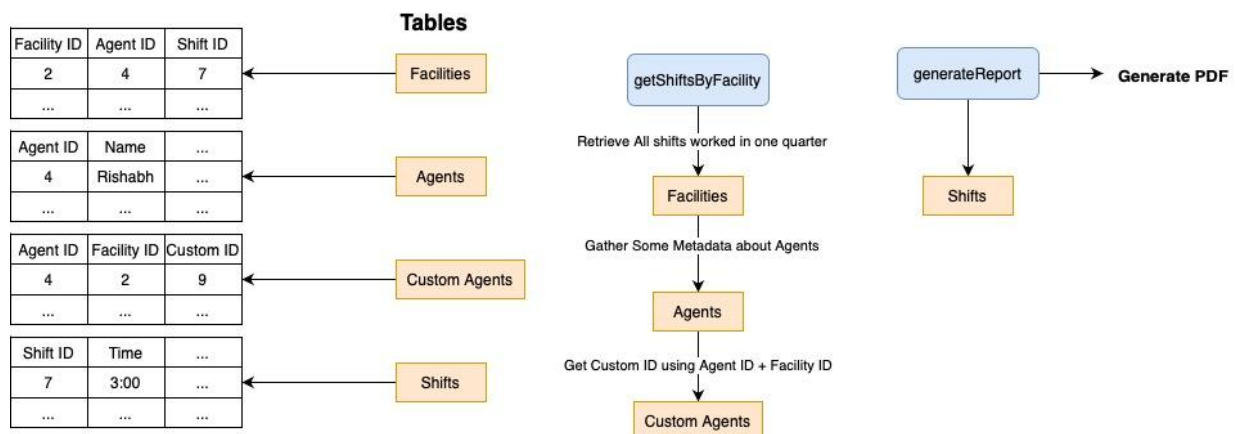 Tables
Facility ID Agent ID Shift ID
2 4 7
... ... ...
Facilities
Agent ID Name ...
4 Rishabh ...
... ... ...
Agents
Agent ID Facility ID Custom ID
4 2 9
... ... ...
Custom Agents
Shift ID Time ...
7 3:00 ...
... ... ...
Shifts
getShiftsByFacility
Retrieve All shifts worked in one quarter
Facilities
Gather Some Metadata about Agents
Agents
Get Custom ID using Agent ID + Facility ID
Custom Agents
generateReport
Generate PDF
Shifts